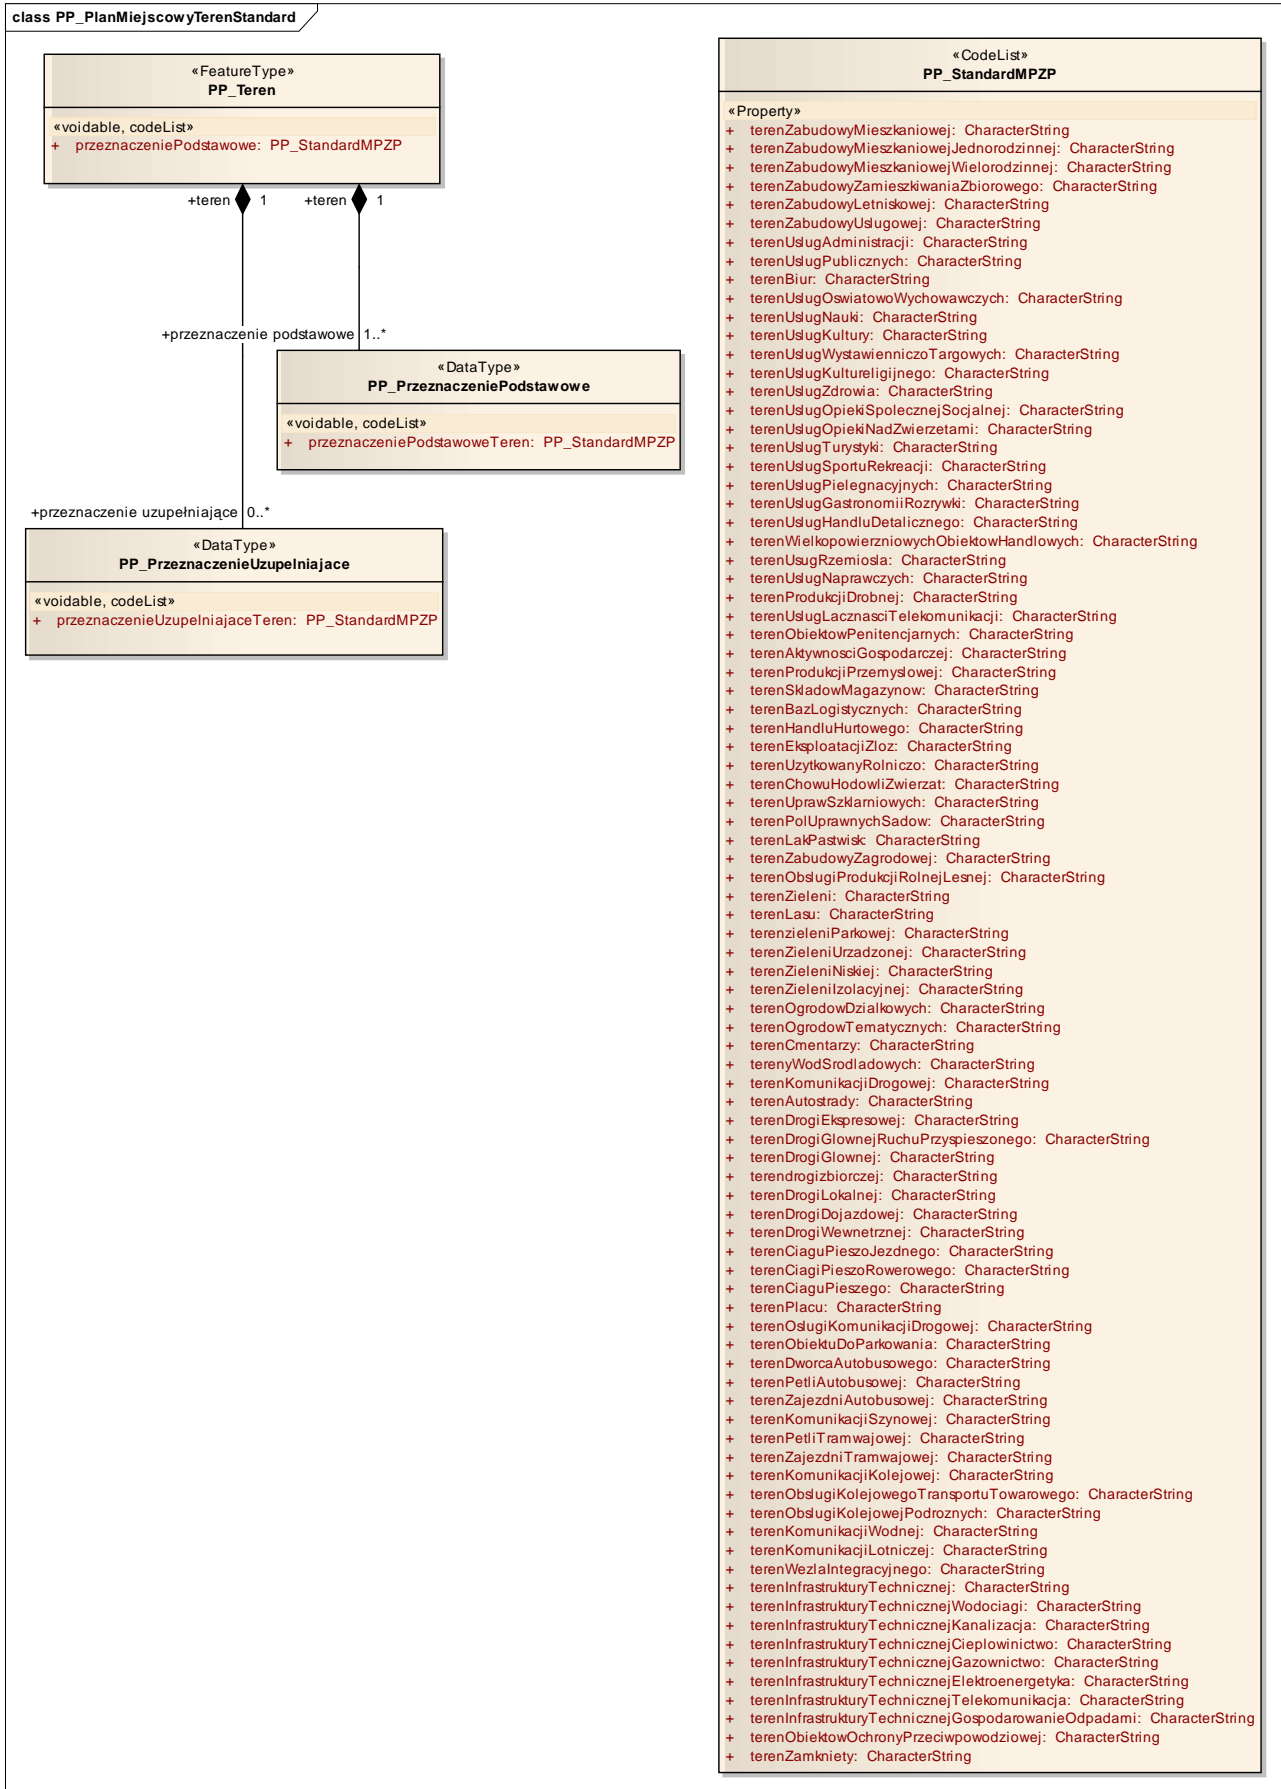 class PP_PlanMiejscowyTerenStandard
«FeatureType»
PP_Teren
«voidable, codeList»
+ przeznaczeniePodstawowe: PP_StandardMPZP
+teren 1 +teren 1
+przeznaczenie podstawowe 1..*
«DataType»
PP_PrzeznaczeniePodstawowe
«voidable, codeList»
+ przeznaczeniePodstawoweTeren: PP_StandardMPZP
+przeznaczenie uzupełniające 0..*
«DataType»
PP_PrzeznaczenieUzupelniajace
«voidable, codeList»
+ przeznaczenieUzupelniajaceTeren: PP_StandardMPZP
«CodeList»
PP_StandardMPZP
«Property»
+ terenZabudowyMieszkaniowej: CharacterString
+ terenZabudowyMieszkaniowejJednorodzinnej: CharacterString
+ terenZabudowyMieszkaniowejWielorodzinnej: CharacterString
+ terenZabudowyZamieszkiwaniaZbiorowego: CharacterString
+ terenZabudowyLetniskowej: CharacterString
+ terenZabudowyUslugowej: CharacterString
+ terenUslugAdministracji: CharacterString
+ terenUslugPublicznych: CharacterString
+ terenBiur: CharacterString
+ terenUslugOswiatowoWychowawczych: CharacterString
+ terenUslugNauki: CharacterString
+ terenUslugKultury: CharacterString
+ terenUslugWystawienniczoTargowych: CharacterString
+ terenUslugKultureligijnego: CharacterString
+ terenUslugZdrowia: CharacterString
+ terenUslugOpiekiSpolecznejSocjalnej: CharacterString
+ terenUslugOpiekiNadZwierzetami: CharacterString
+ terenUslugTurystyki: CharacterString
+ terenUslugSportuRekreacji: CharacterString
+ terenUslugPielegnacyjnych: CharacterString
+ terenUslugGastronomiiRozrywki: CharacterString
+ terenUslugHandluDetalicznego: CharacterString
+ terenWielkopowierzniowychObiektowHandlowych: CharacterString
+ terenUsugRzemiosla: CharacterString
+ terenUslugNaprawczych: CharacterString
+ terenProdukcjiDrobnej: CharacterString
+ terenUslugLacznasciTelekomunikacji: CharacterString
+ terenObiektowPenitencjarnych: CharacterString
+ terenAktywnosciGospodarczej: CharacterString
+ terenProdukcjiPrzemyslowej: CharacterString
+ terenSkladowMagazynow: CharacterString
+ terenBazLogistycznych: CharacterString
+ terenHandluHurtowego: CharacterString
+ terenEksploatacjiZloz: CharacterString
+ terenUzytkowanyRolniczo: CharacterString
+ terenChowuHodowliZwierzat: CharacterString
+ terenUprawSzklarniowych: CharacterString
+ terenPolUprawnychSadow: CharacterString
+ terenLakPastwisk: CharacterString
+ terenZabudowyZagrodowej: CharacterString
+ terenObslugiProdukcjiRolnejLesnej: CharacterString
+ terenZieleni: CharacterString
+ terenLasu: CharacterString
+ terenzieleniParkowej: CharacterString
+ terenZieleniUrzadzonej: CharacterString
+ terenZieleniNiskiej: CharacterString
+ terenZieleniIzolacyjnej: CharacterString
+ terenOgrodowDzialkowych: CharacterString
+ terenOgrodowTematycznych: CharacterString
+ terenCmentarzy: CharacterString
+ terenyWodSrodladowych: CharacterString
+ terenKomunikacjiDrogowej: CharacterString
+ terenAutostrady: CharacterString
+ terenDrogiEkspresowej: CharacterString
+ terenDrogiGlownejRuchuPrzyspieszonego: CharacterString
+ terenDrogiGlownej: CharacterString
+ terendrogizbiorczej: CharacterString
+ terenDrogiLokalnej: CharacterString
+ terenDrogiDojazdowej: CharacterString
+ terenDrogiWewnetrznej: CharacterString
+ terenCiaguPieszoJezdnego: CharacterString
+ terenCiagiPieszoRowerowego: CharacterString
+ terenCiaguPieszego: CharacterString
+ terenPlacu: CharacterString
+ terenOslugiKomunikacjiDrogowej: CharacterString
+ terenObiektuDoParkowania: CharacterString
+ terenDworcaAutobusowego: CharacterString
+ terenPetliAutobusowej: CharacterString
+ terenZajezdniAutobusowej: CharacterString
+ terenKomunikacjiSzynowej: CharacterString
+ terenPetliTramwajowej: CharacterString
+ terenZajezdniTramwajowej: CharacterString
+ terenKomunikacjiKolejowej: CharacterString
+ terenObslugiKolejowegoTransportuTowarowego: CharacterString
+ terenObslugiKolejowejPodroznych: CharacterString
+ terenKomunikacjiWodnej: CharacterString
+ terenKomunikacjiLotniczej: CharacterString
+ terenWezlaIntegracyjnego: CharacterString
+ terenInfrastrukturyTechnicznej: CharacterString
+ terenInfrastrukturyTechnicznejWodociagi: CharacterString
+ terenInfrastrukturyTechnicznejKanalizacja: CharacterString
+ terenInfrastrukturyTechnicznejCieplowinictwo: CharacterString
+ terenInfrastrukturyTechnicznejGazownictwo: CharacterString
+ terenInfrastrukturyTechnicznejElektroenergetyka: CharacterString
+ terenInfrastrukturyTechnicznejTelekomunikacja: CharacterString
+ terenInfrastrukturyTechnicznejGospodarowanieOdpadami: CharacterString
+ terenObiektowOchronyPrzeciwpowodziowej: CharacterString
+ terenZamkniety: CharacterString